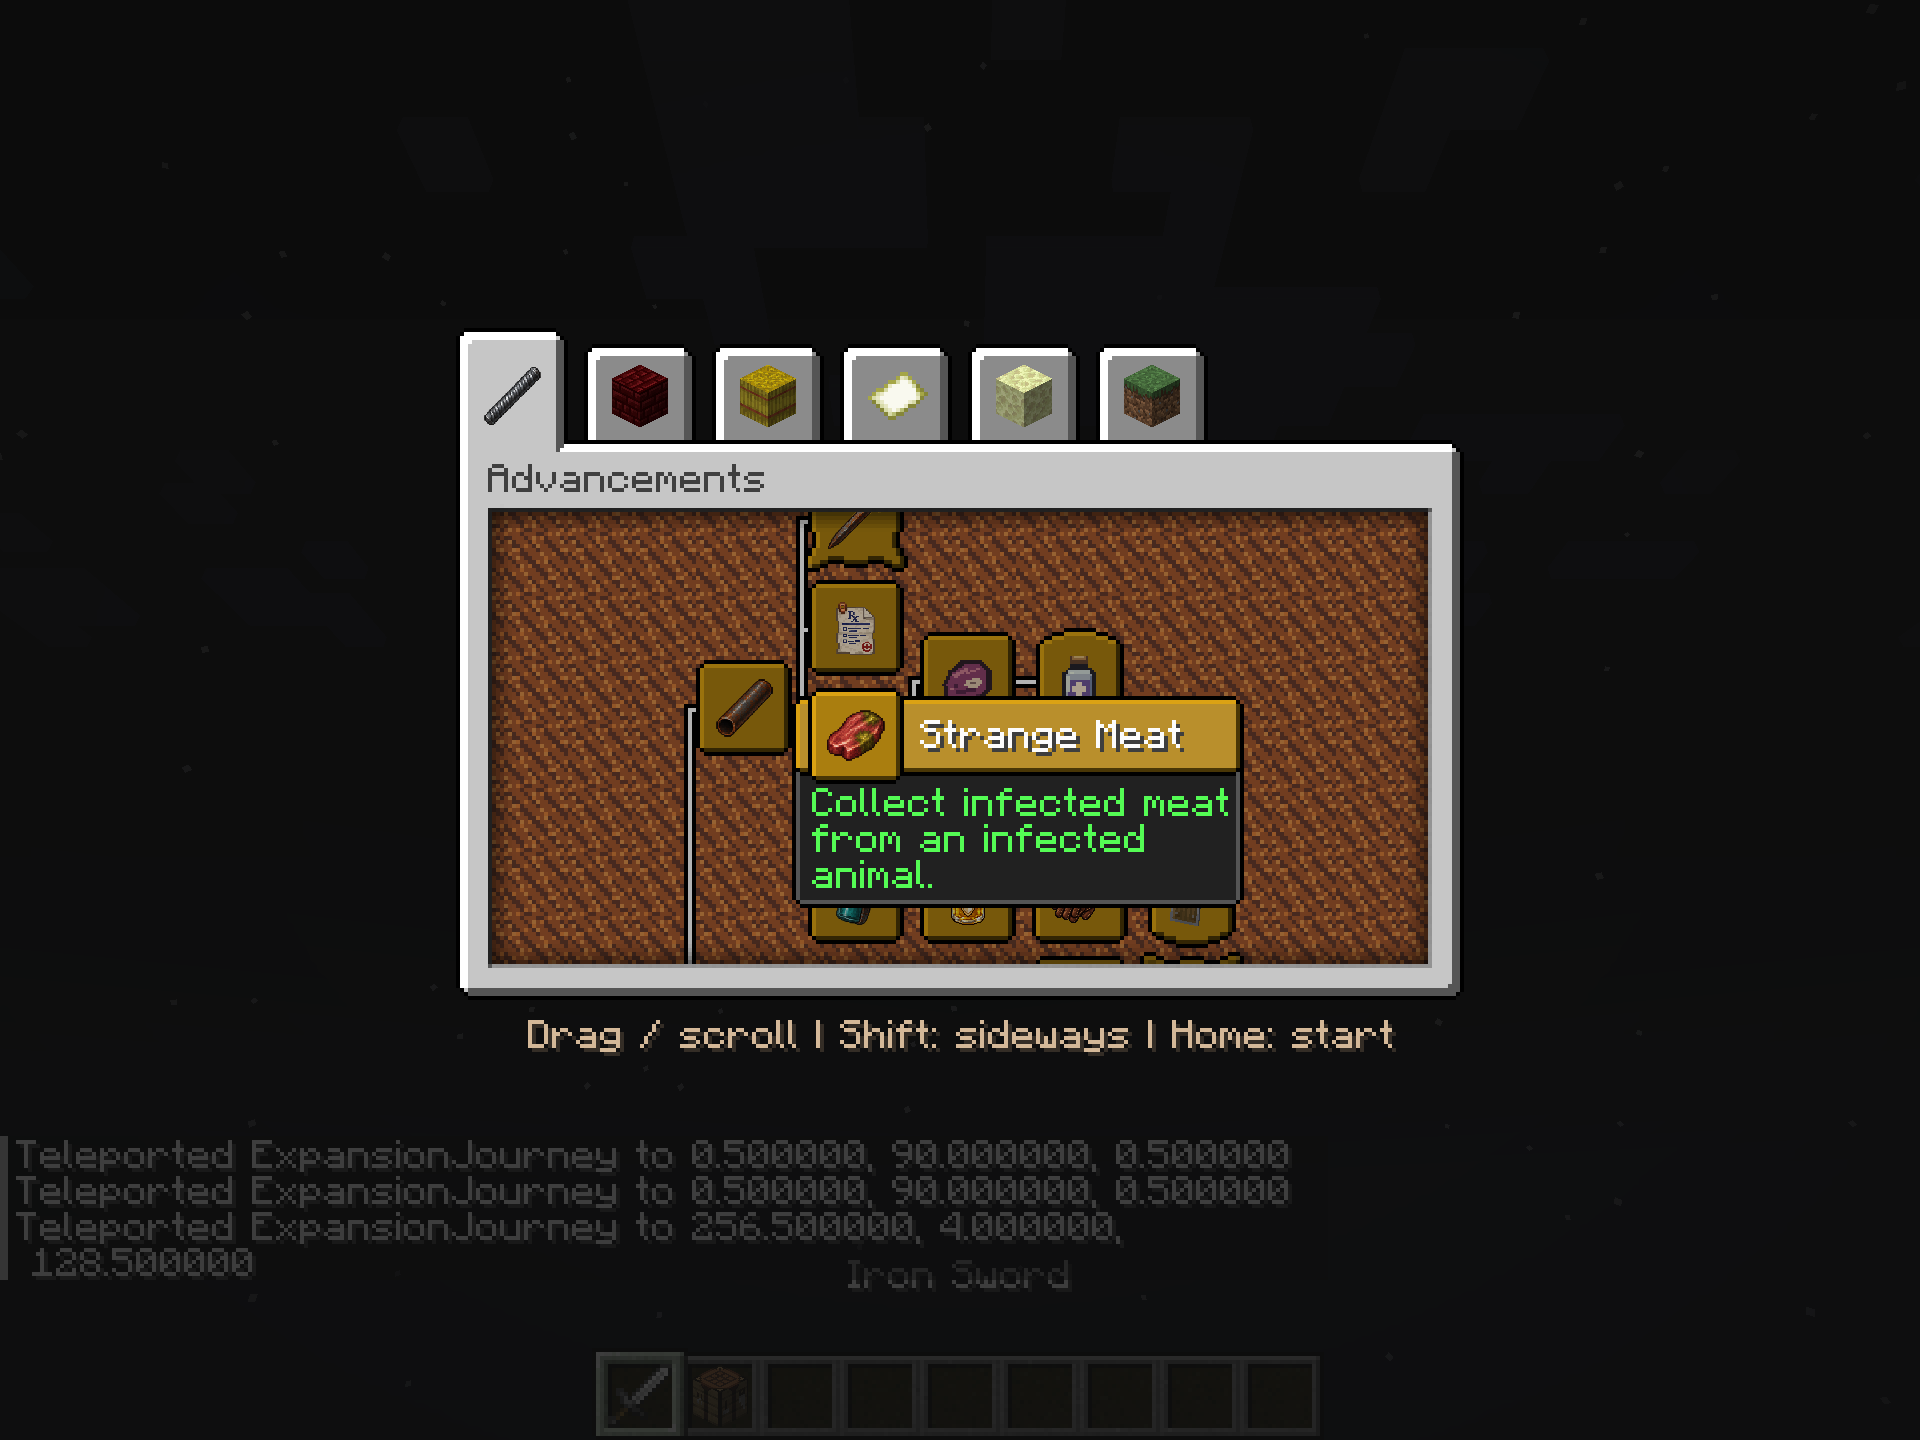 Advancements
Rx
Strange Meat
Collect infected meat
from an infected
animal.
Drag / scroll | Shift: sideways | Home: start
Teleported ExpansionJourney to 0.500000, 90.000000, 0.500000
Teleported ExpansionJourney to 0.500000, 90.000000, 0.500000
Teleported ExpansionJourney to 256.500000, 4.000000,
128.500000
Iron Sword